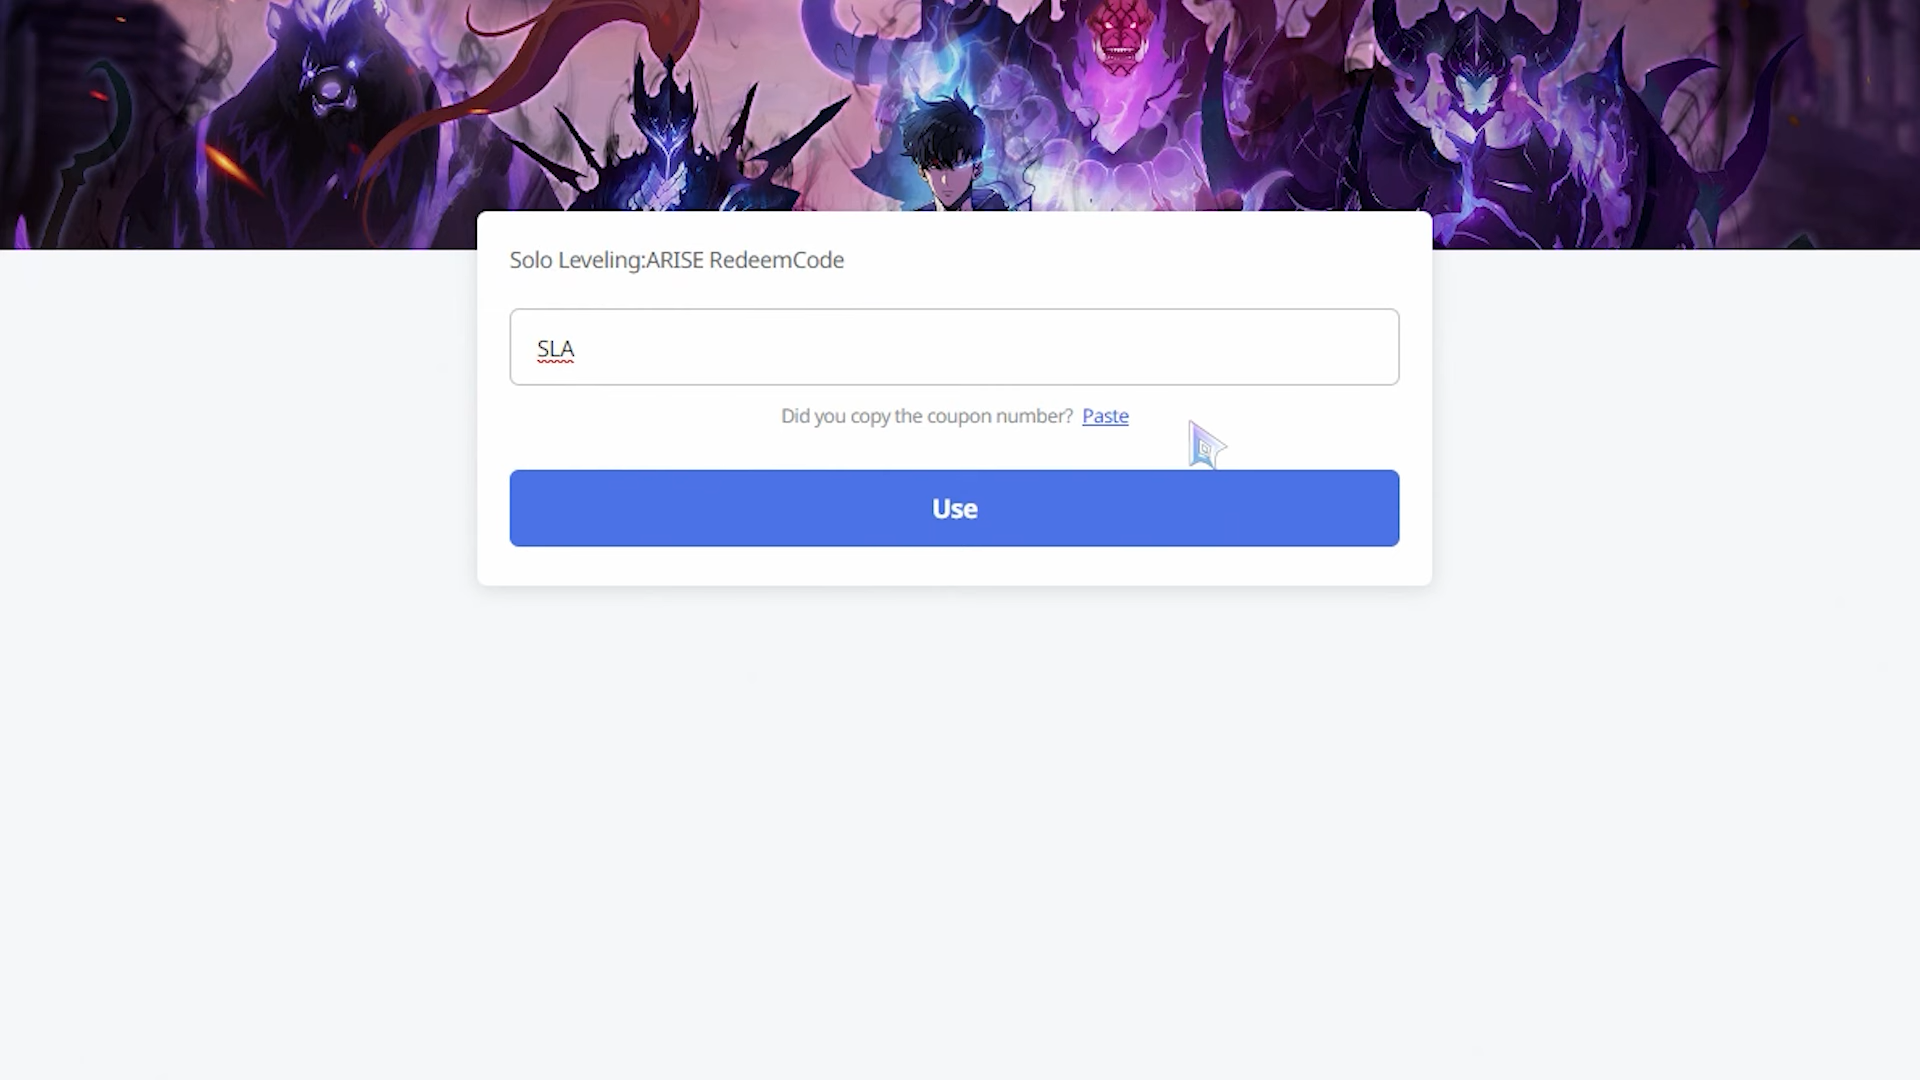 Solo Leveling:ARISE RedeemCode
SLA
Did you copy the coupon number? Paste
Use